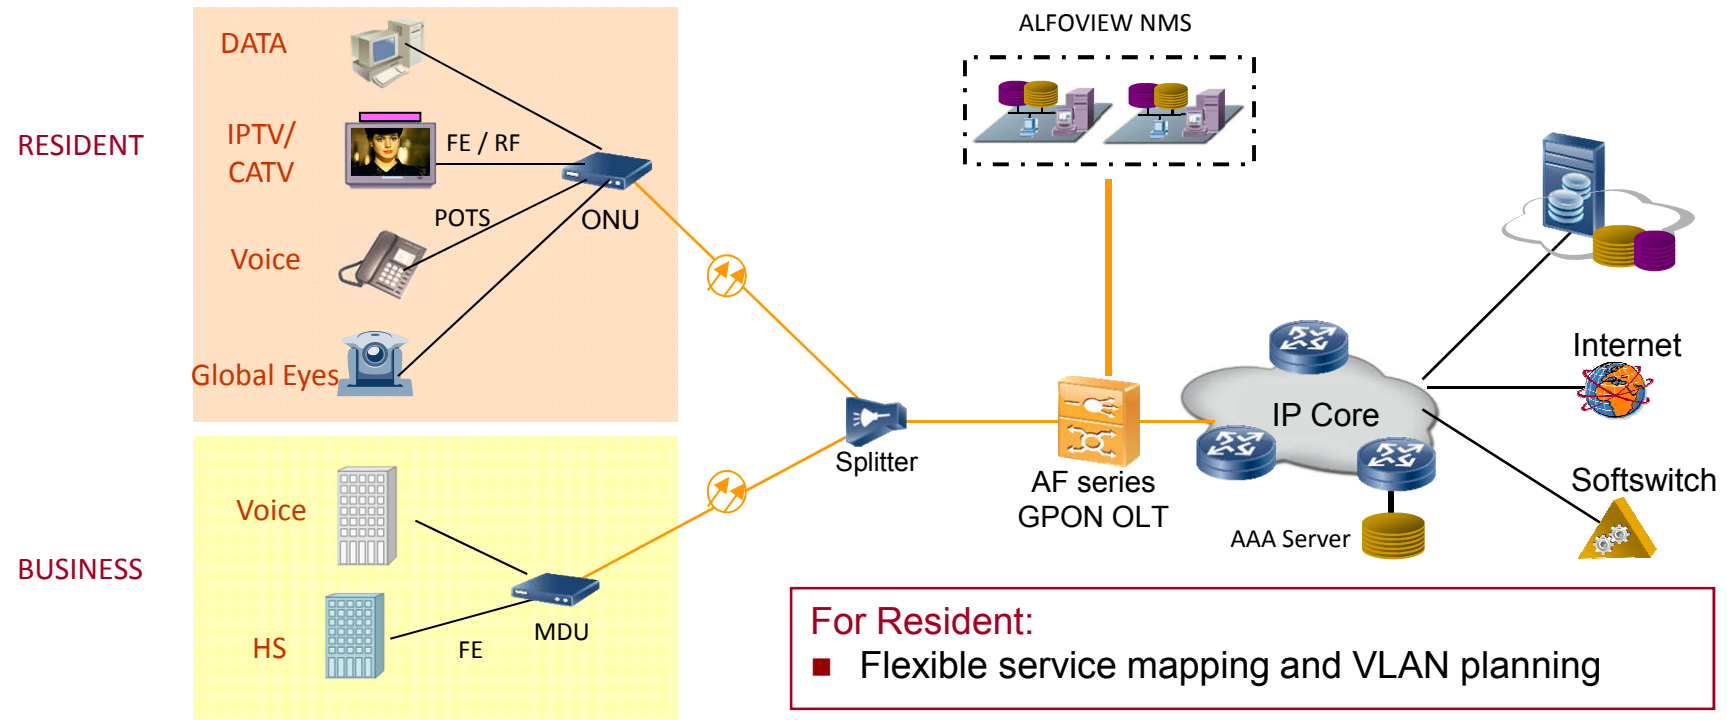 RESIDENT
DATA
IPTV/
CATV
FE / RF
POTS
ONU
Voice
Global Eyes
BUSINESS
Voice
HS
FE
MDU
Splitter
ALFOVIEW NMS
AF series
GPON OLT
IP Core
AAA Server
Internet
Softswitch
For Resident:
Flexible service mapping and VLAN planning